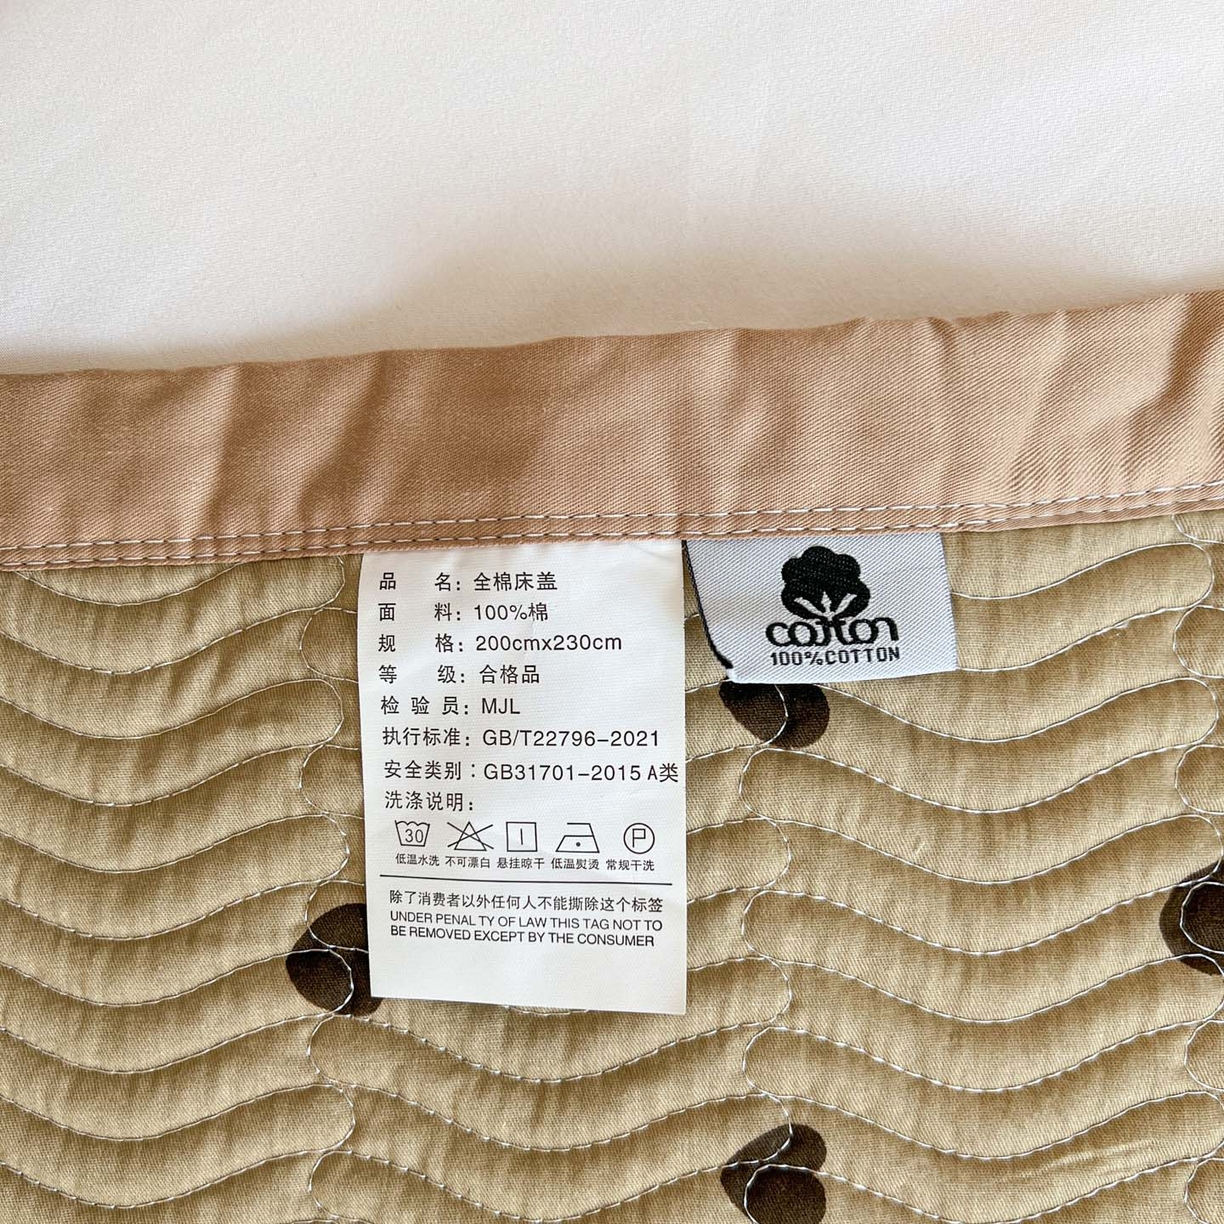 品 名：全棉床盖
面 料：100%棉
规 格：200cmx230cm
等 级：合格品
检 验 员：MJL
执行标准：GB/T22796-2021
安全类别：GB31701-2015 A类
洗涤说明：
30 P
低温水洗 不可漂白 悬挂晾干 低温熨烫 常规干洗
除了消费者以外任何人不能撕除这个标签
UNDER PENAL TY OF LAW THIS TAG NOT TO
BE REMOVED EXCEPT BY THE CONSUMER
cotton
100%COTTON